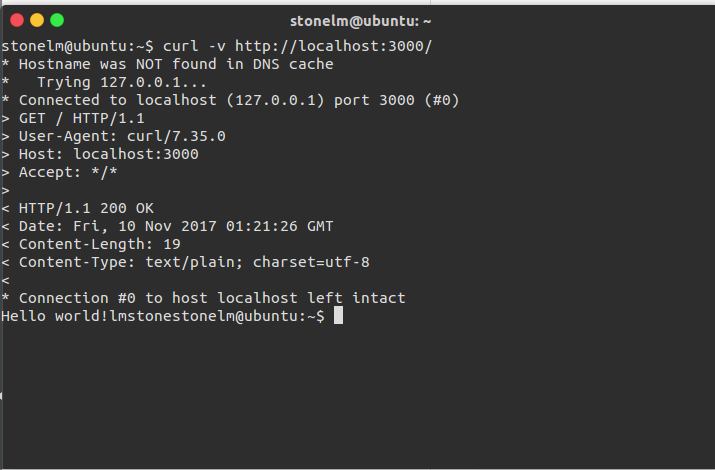 stonelm@ubuntu: ~
stonelm@ubuntu:~$ curl -v http://localhost:3000/
* Hostname was NOT found in DNS cache
*   Trying 127.0.0.1...
* Connected to localhost (127.0.0.1) port 3000 (#0)
> GET / HTTP/1.1
> User-Agent: curl/7.35.0
> Host: localhost:3000
> Accept: */*
>
< HTTP/1.1 200 OK
< Date: Fri, 10 Nov 2017 01:21:26 GMT
< Content-Length: 19
< Content-Type: text/plain; charset=utf-8
<
* Connection #0 to host localhost left intact
Hello world!lmstonestonelm@ubuntu:~$